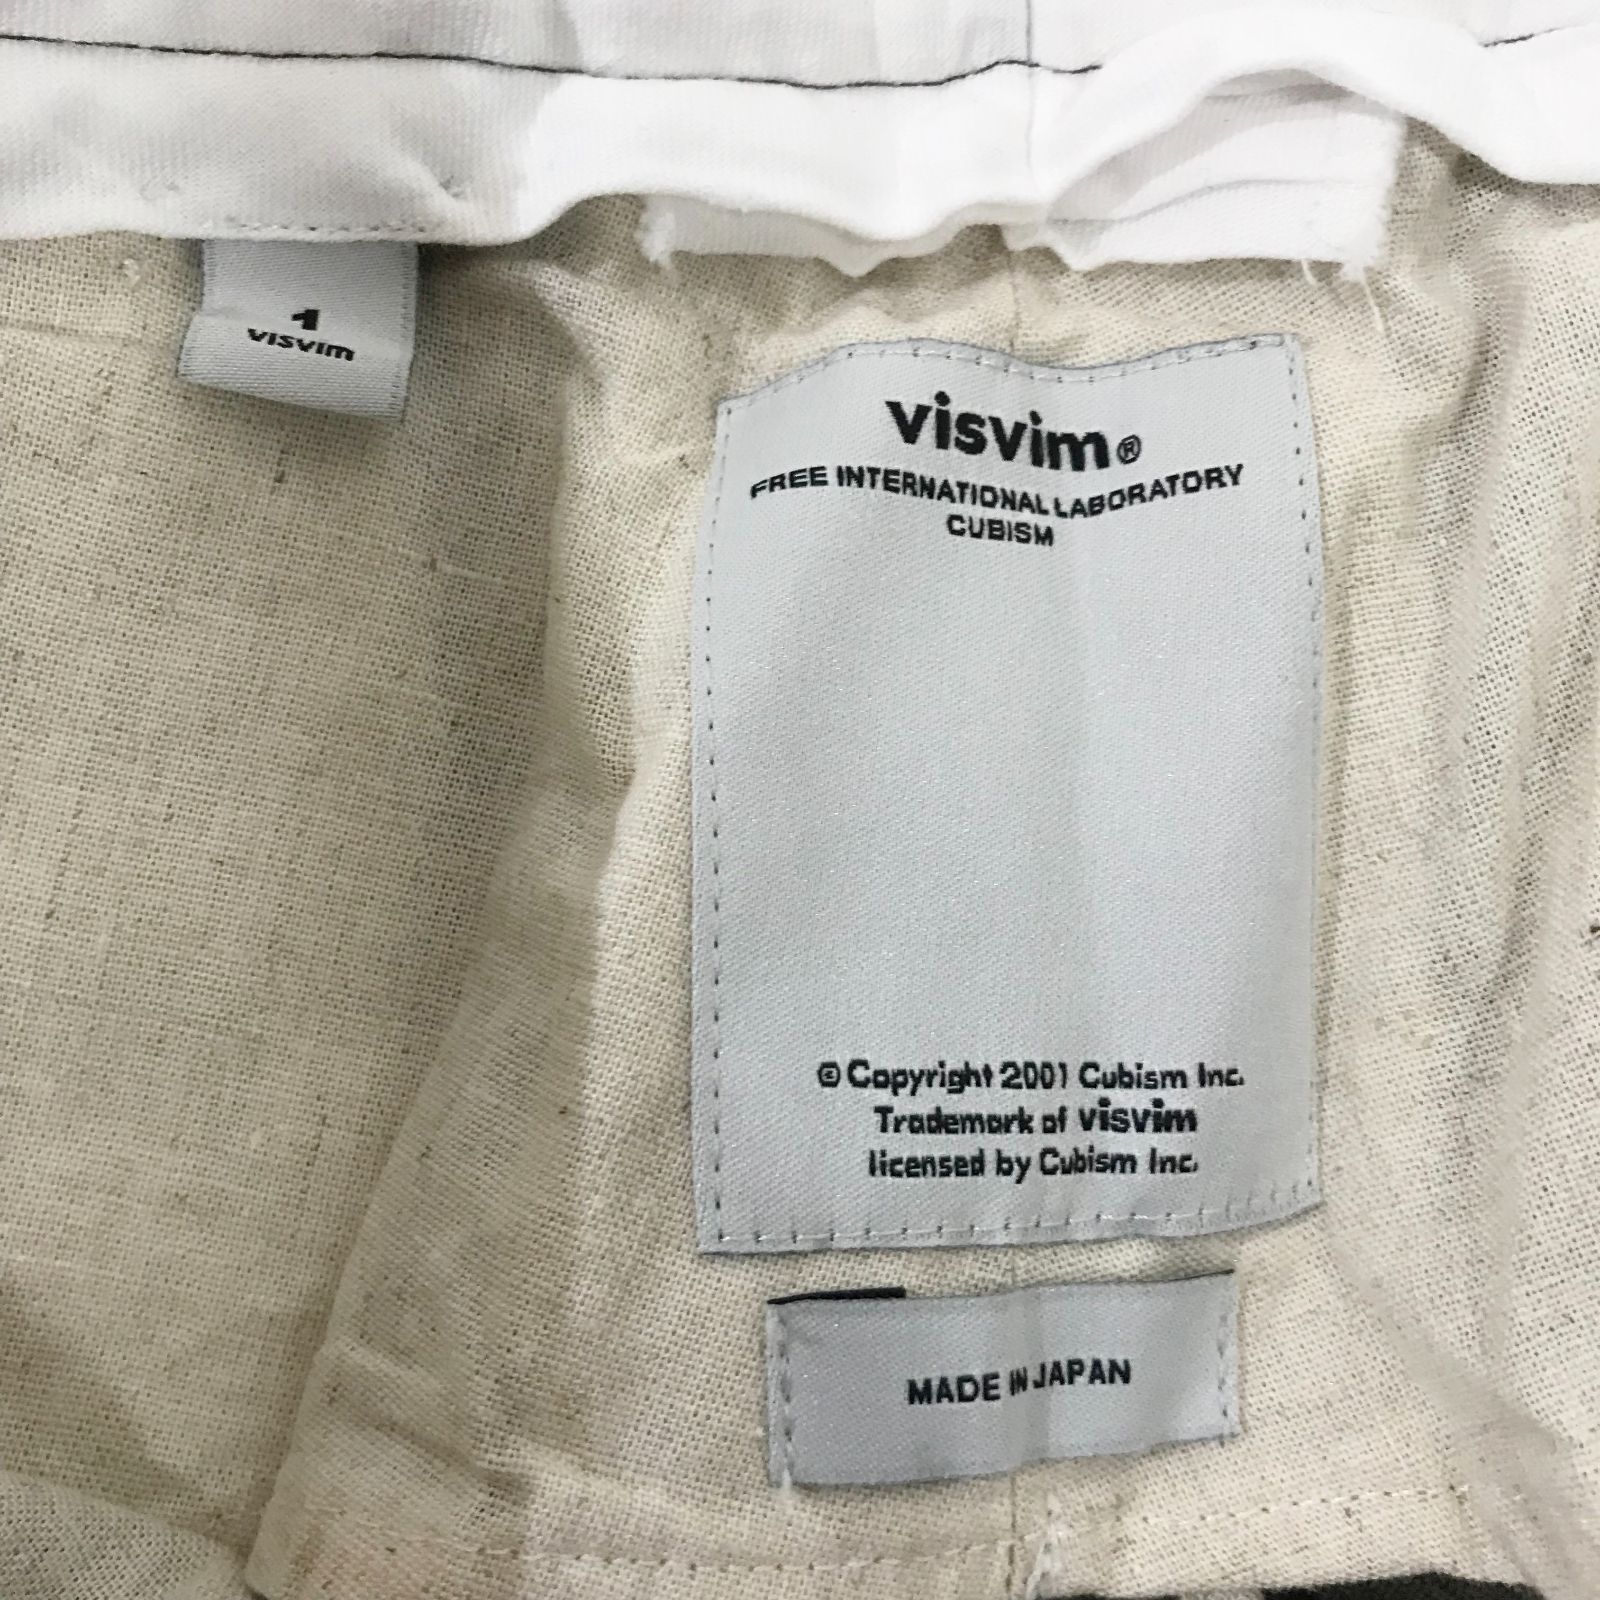 1
visvim
visvim®
FREE INTERNATIONAL LABORATORY
CUBISM
© Copyright 2001 Cubism Inc.
Trademark of visvim
licensed by Cubism Inc.
MADE IN JAPAN